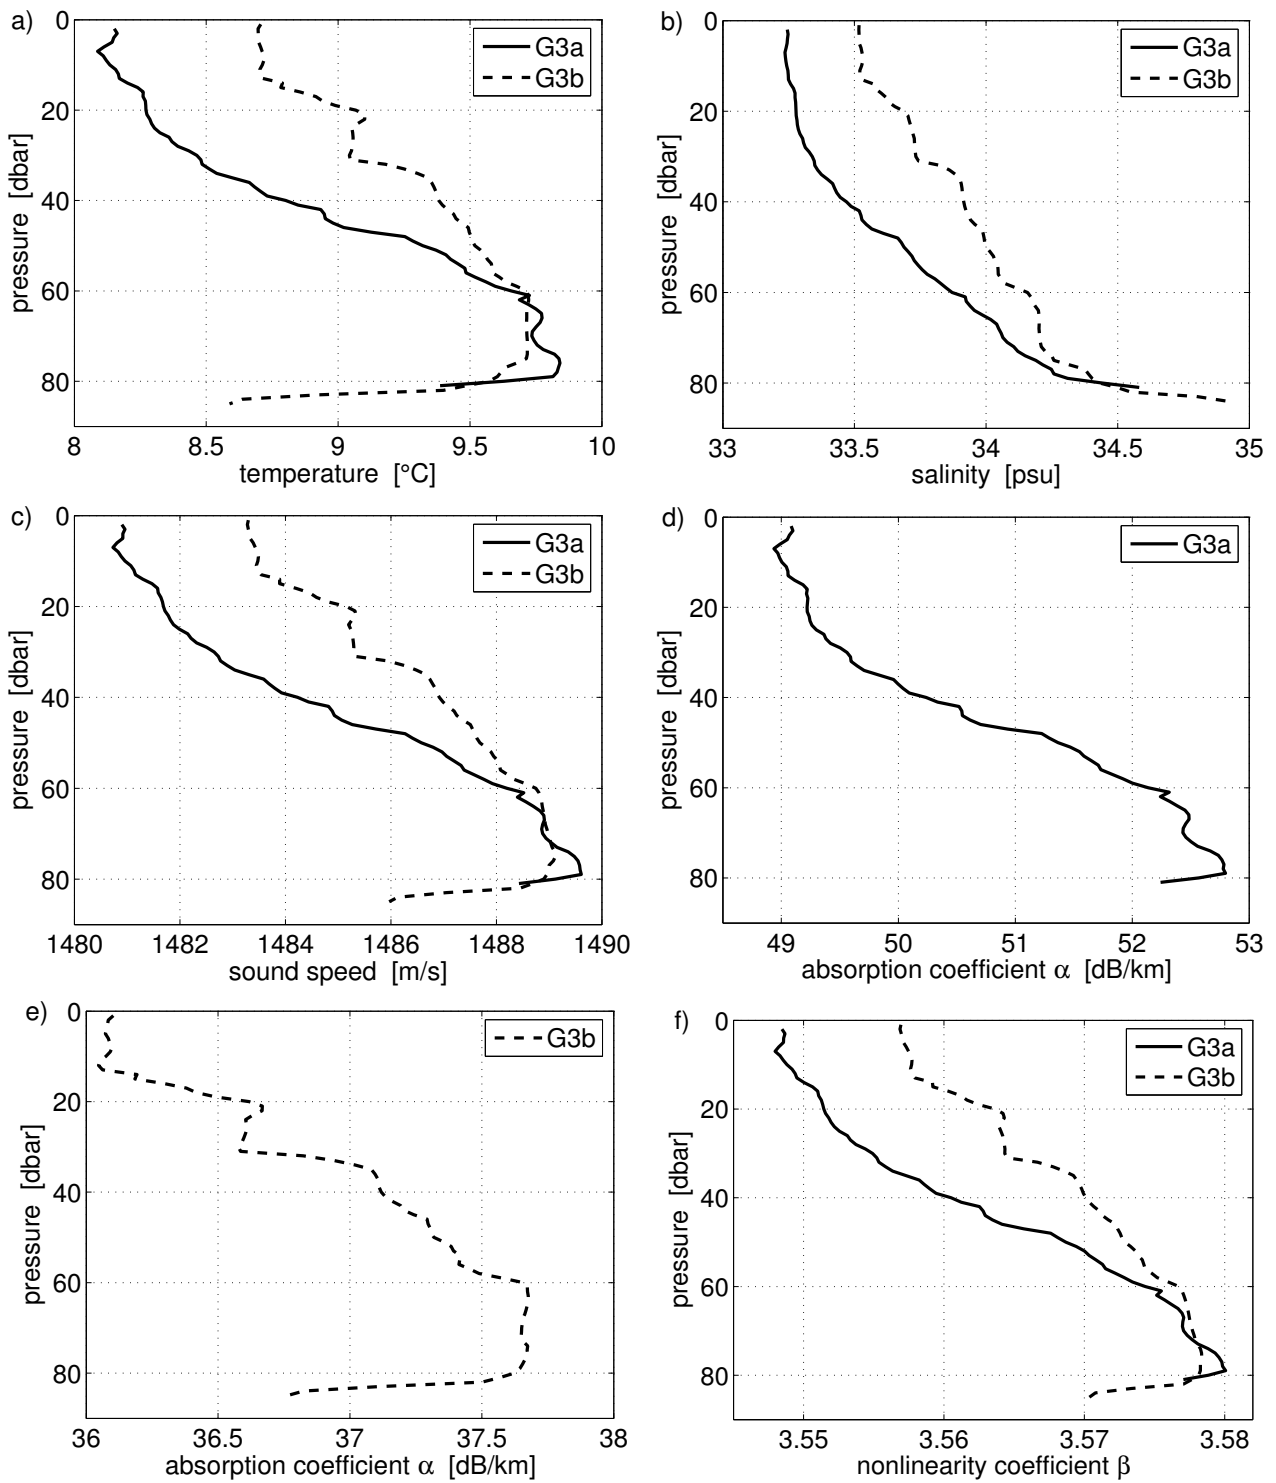 a)
0
20
40
60
80
pressure [dbar]
G3a
G3b
8
8.5
9
9.5
10
temperature [°C]
b)
0
20
40
60
80
pressure [dbar]
G3a
G3b
33
33.5
34
34.5
35
salinity [psu]
c)
0
20
40
60
80
pressure [dbar]
G3a
G3b
1480
1482
1484
1486
1488
1490
sound speed [m/s]
d)
0
20
40
60
80
pressure [dbar]
G3a
49
50
51
52
53
absorption coefficient α [dB/km]
e)
0
20
40
60
80
pressure [dbar]
G3b
36
36.5
37
37.5
38
absorption coefficient α [dB/km]
f)
0
20
40
60
80
pressure [dbar]
G3a
G3b
3.55
3.56
3.57
3.58
nonlinearity coefficient β